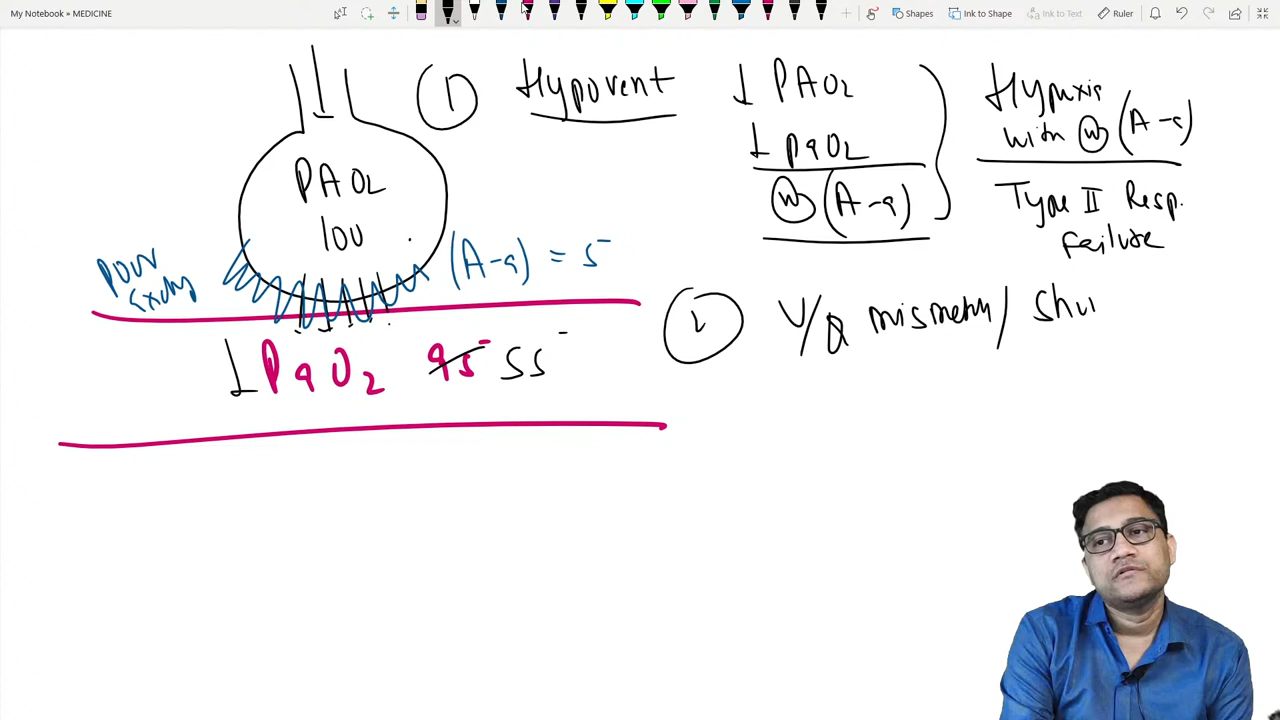 My Notebook » MEDICINE
Shapes
Ink to Shape
Ink to Text
Ruler
PAO2
100
poor
exchg
(A-a) = 5
↓ PaO2 95 55
1 Hypovent
↓ PAO2
↓ PaO2
N (A-a)
Hypoxia
with N (A-a)
Type II Resp.
Failure
2 V/Q mismatch/ Shu